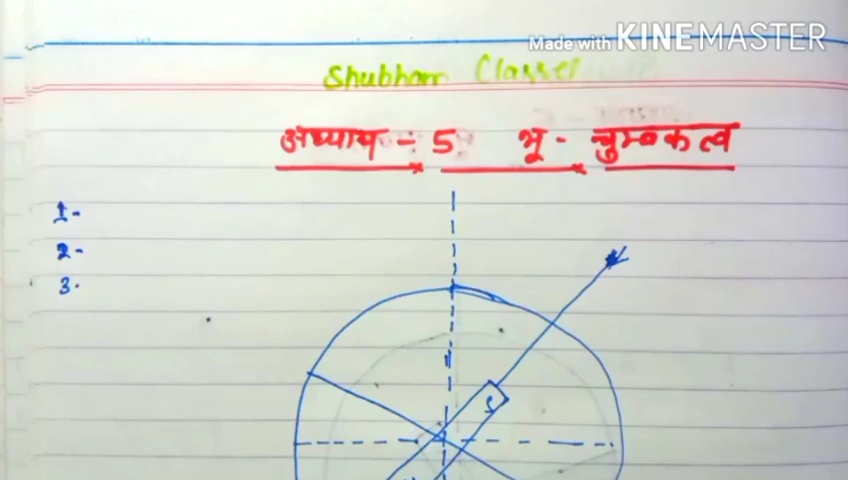 Made with KINEMASTER
Shubham Classes
अध्याय - 5 भू - चुम्बकत्व
1-
2-
3-
S